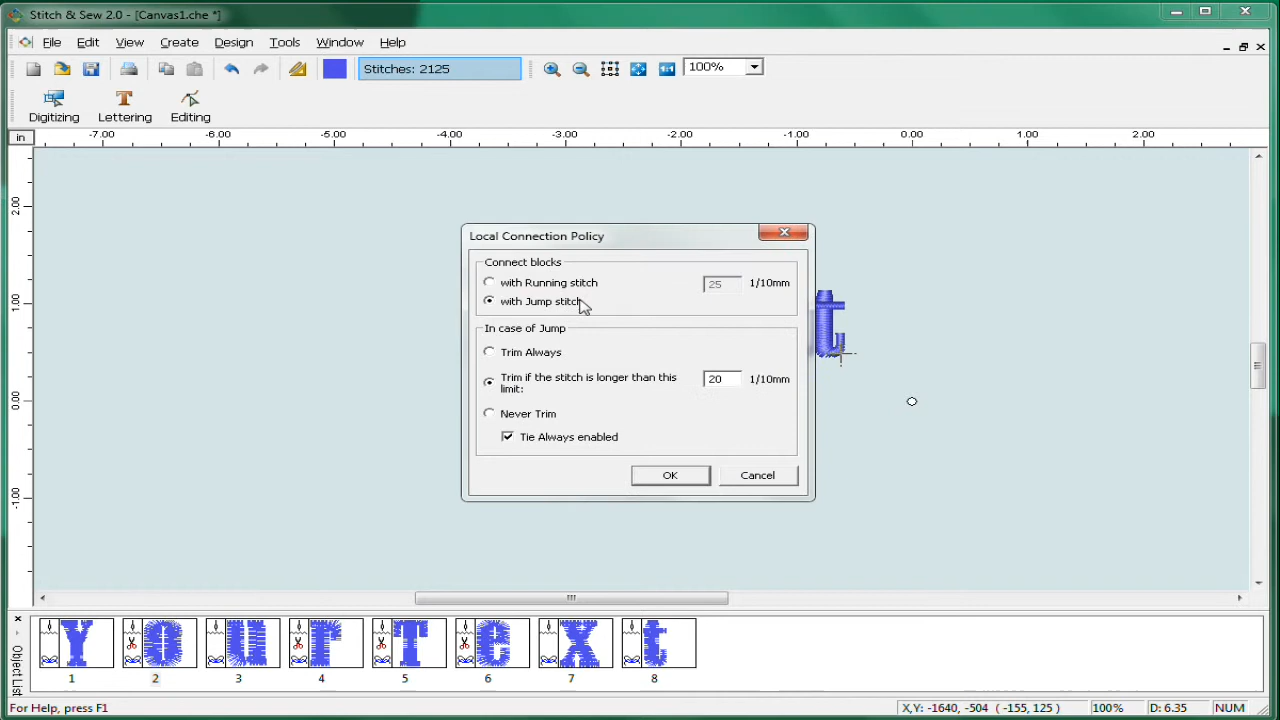 Stitch & Sew 2.0 - [Canvas1.che *]
File Edit View Create Design Tools Window Help
Stitches: 2125
100%
Digitizing Lettering Editing
in
-7.00 -6.00 -5.00 -4.00 -3.00 -2.00 -1.00 0.00 1.00 2.00
2.00
1.00
0.00
-1.00
Local Connection Policy
Connect blocks
with Running stitch 25 1/10mm
with Jump stitch
In case of Jump
Trim Always
Trim if the stitch is longer than this
limit: 20 1/10mm
Never Trim
Tie Always enabled
OK Cancel
t
Object List
Y o u r T e x t
1 2 3 4 5 6 7 8
For Help, press F1
X,Y: -1640, -504 ( -155, 125 ) 100% D: 6.35 NUM